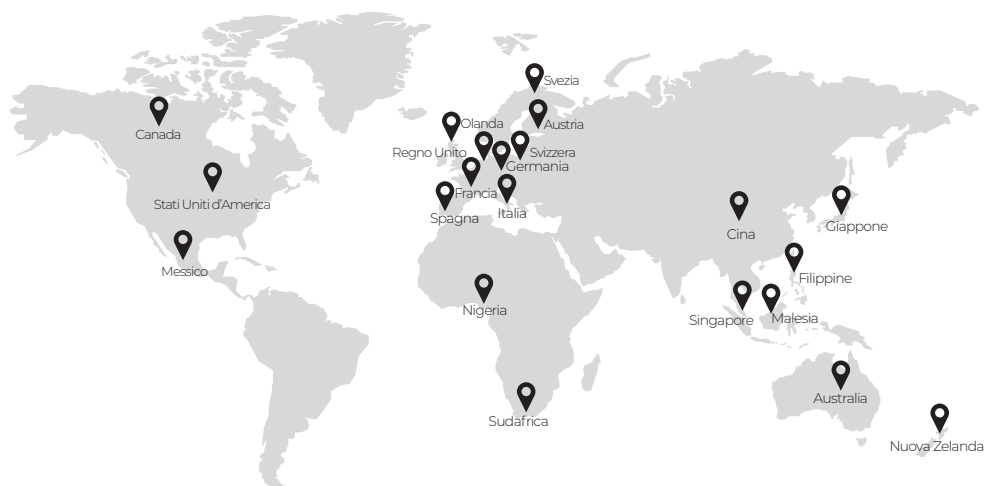 Svezia
Canada
Olanda
Austria
Regno Unito
Svizzera
Germania
Stati Uniti d'America
Francia
Spagna
Italia
Cina
Giappone
Messico
Filippine
Nigeria
Singapore
Malesia
Australia
Sudafrica
Nuova Zelanda